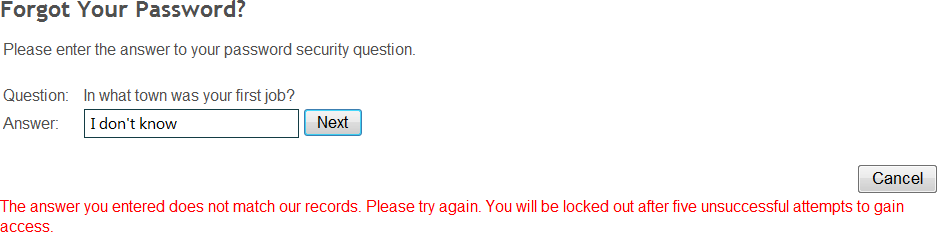 Forgot Your Password?
Please enter the answer to your password security question.
Question: In what town was your first job?
Answer: I don't know Next
Cancel
The answer you entered does not match our records. Please try again. You will be locked out after five unsuccessful attempts to gain
access.